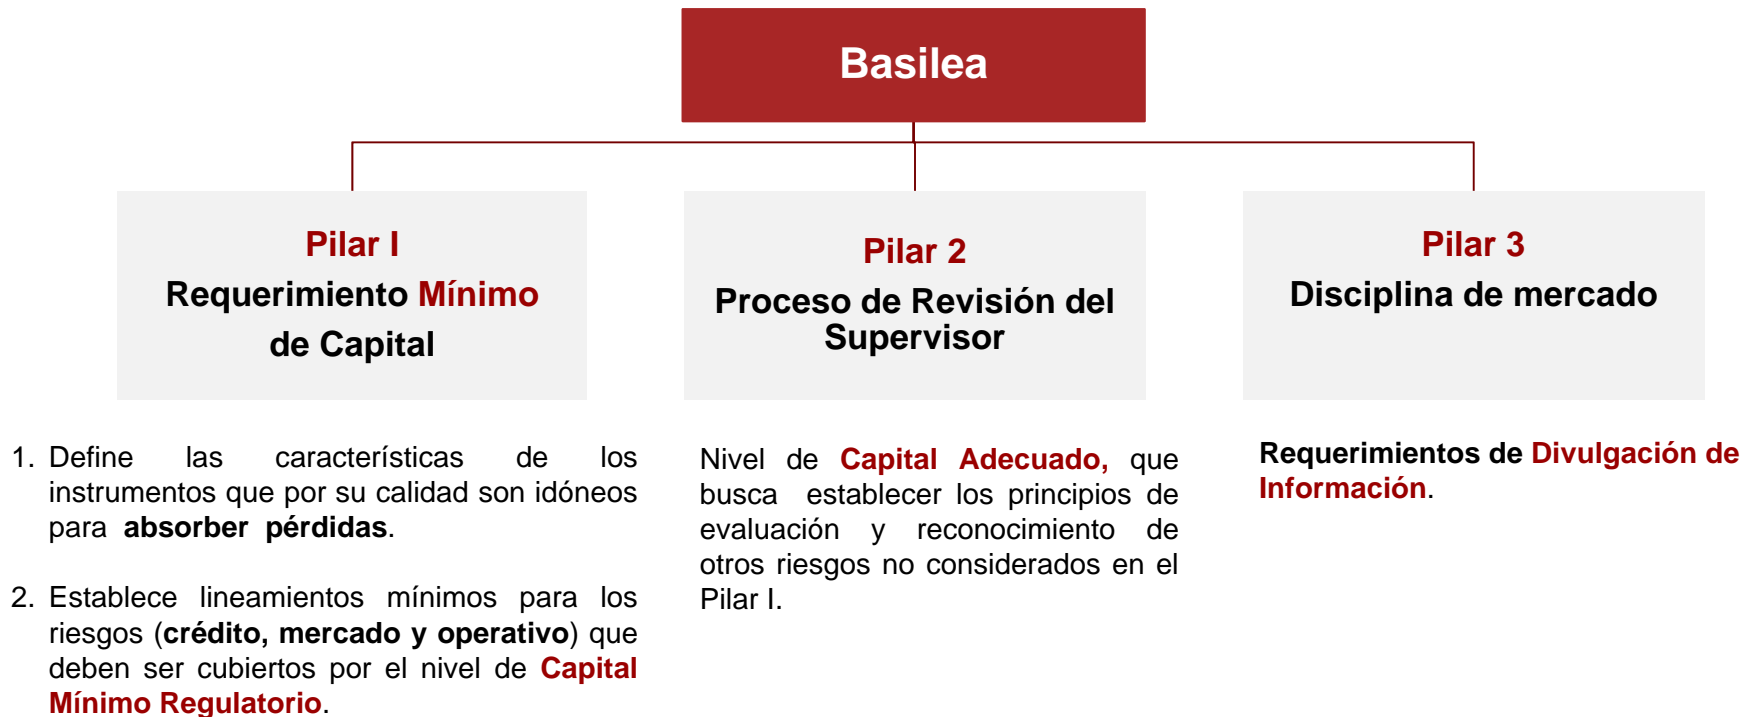 Basilea
Pilar I
Requerimiento Mínimo
de Capital
Pilar 2
Proceso de Revisión del
Supervisor
Pilar 3
Disciplina de mercado
1. Define las características de los
instrumentos que por su calidad son idóneos
para absorber pérdidas.
2. Establece lineamientos mínimos para los
riesgos (crédito, mercado y operativo) que
deben ser cubiertos por el nivel de Capital
Mínimo Regulatorio.
Nivel de Capital Adecuado, que
busca establecer los principios de
evaluación y reconocimiento de
otros riesgos no considerados en el
Pilar I.
Requerimientos de Divulgación de
Información.